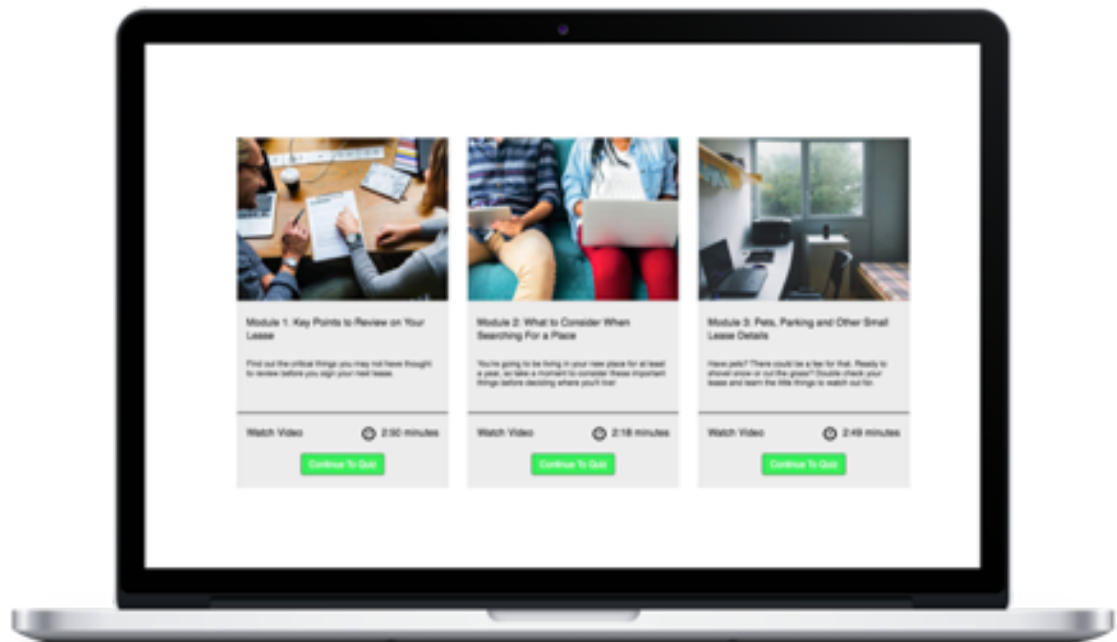 Module 1: Key Points to Review on Your
Lease
Find out the critical things you may not have thought
to review before you sign your next lease.
Watch Video
2:50 minutes
Continue To Quiz
Module 2: What to Consider When
Searching For a Place
You're going to be living in your new place for at least
a year, so take a moment to consider these important
things before deciding where you'll live!
Watch Video
2:18 minutes
Continue To Quiz
Module 3: Pets, Parking and Other Small
Lease Details
Have pets? There could be a fee for that. Ready to
shovel snow or cut the grass? Double check your
lease and learn the little things to watch out for.
Watch Video
2:49 minutes
Continue To Quiz